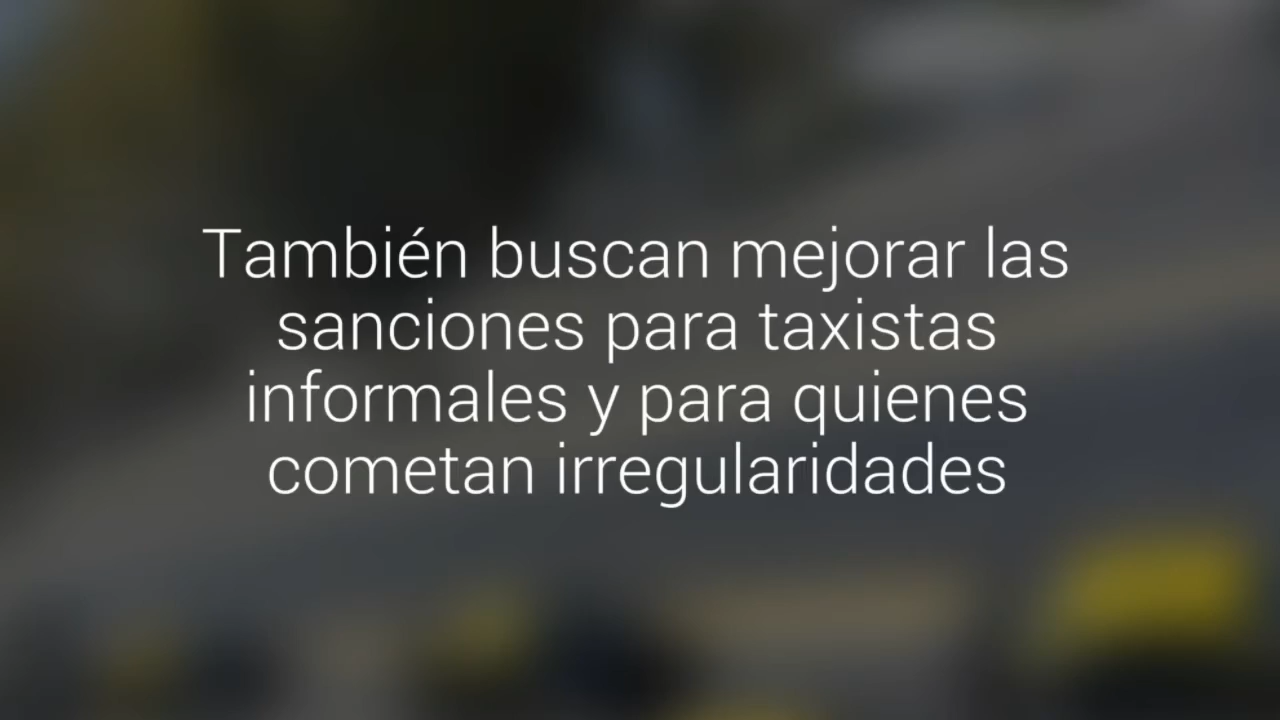 También buscan mejorar las
sanciones para taxistas
informales y para quienes
cometan irregularidades